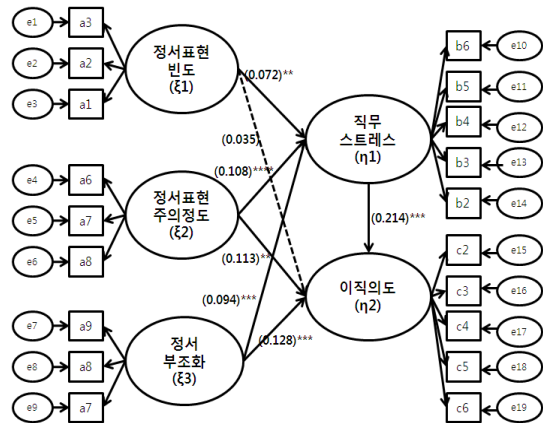 e1 a3
e2 a2
e3 a1
정서표현
빈도
(ξ1)
e4 a6
e5 a7
e6 a8
정서표현
주의정도
(ξ2)
e7 a9
e8 a8
e9 a7
정서
부조화
(ξ3)
(0.072)**
(0.035)
(0.108)****
(0.113)**
(0.094)***
(0.128)***
직무
스트레스
(η1)
(0.214)***
이직의도
(η2)
b6 e10
b5 e11
b4 e12
b3 e13
b2 e14
c2 e15
c3 e16
c4 e17
c5 e18
c6 e19